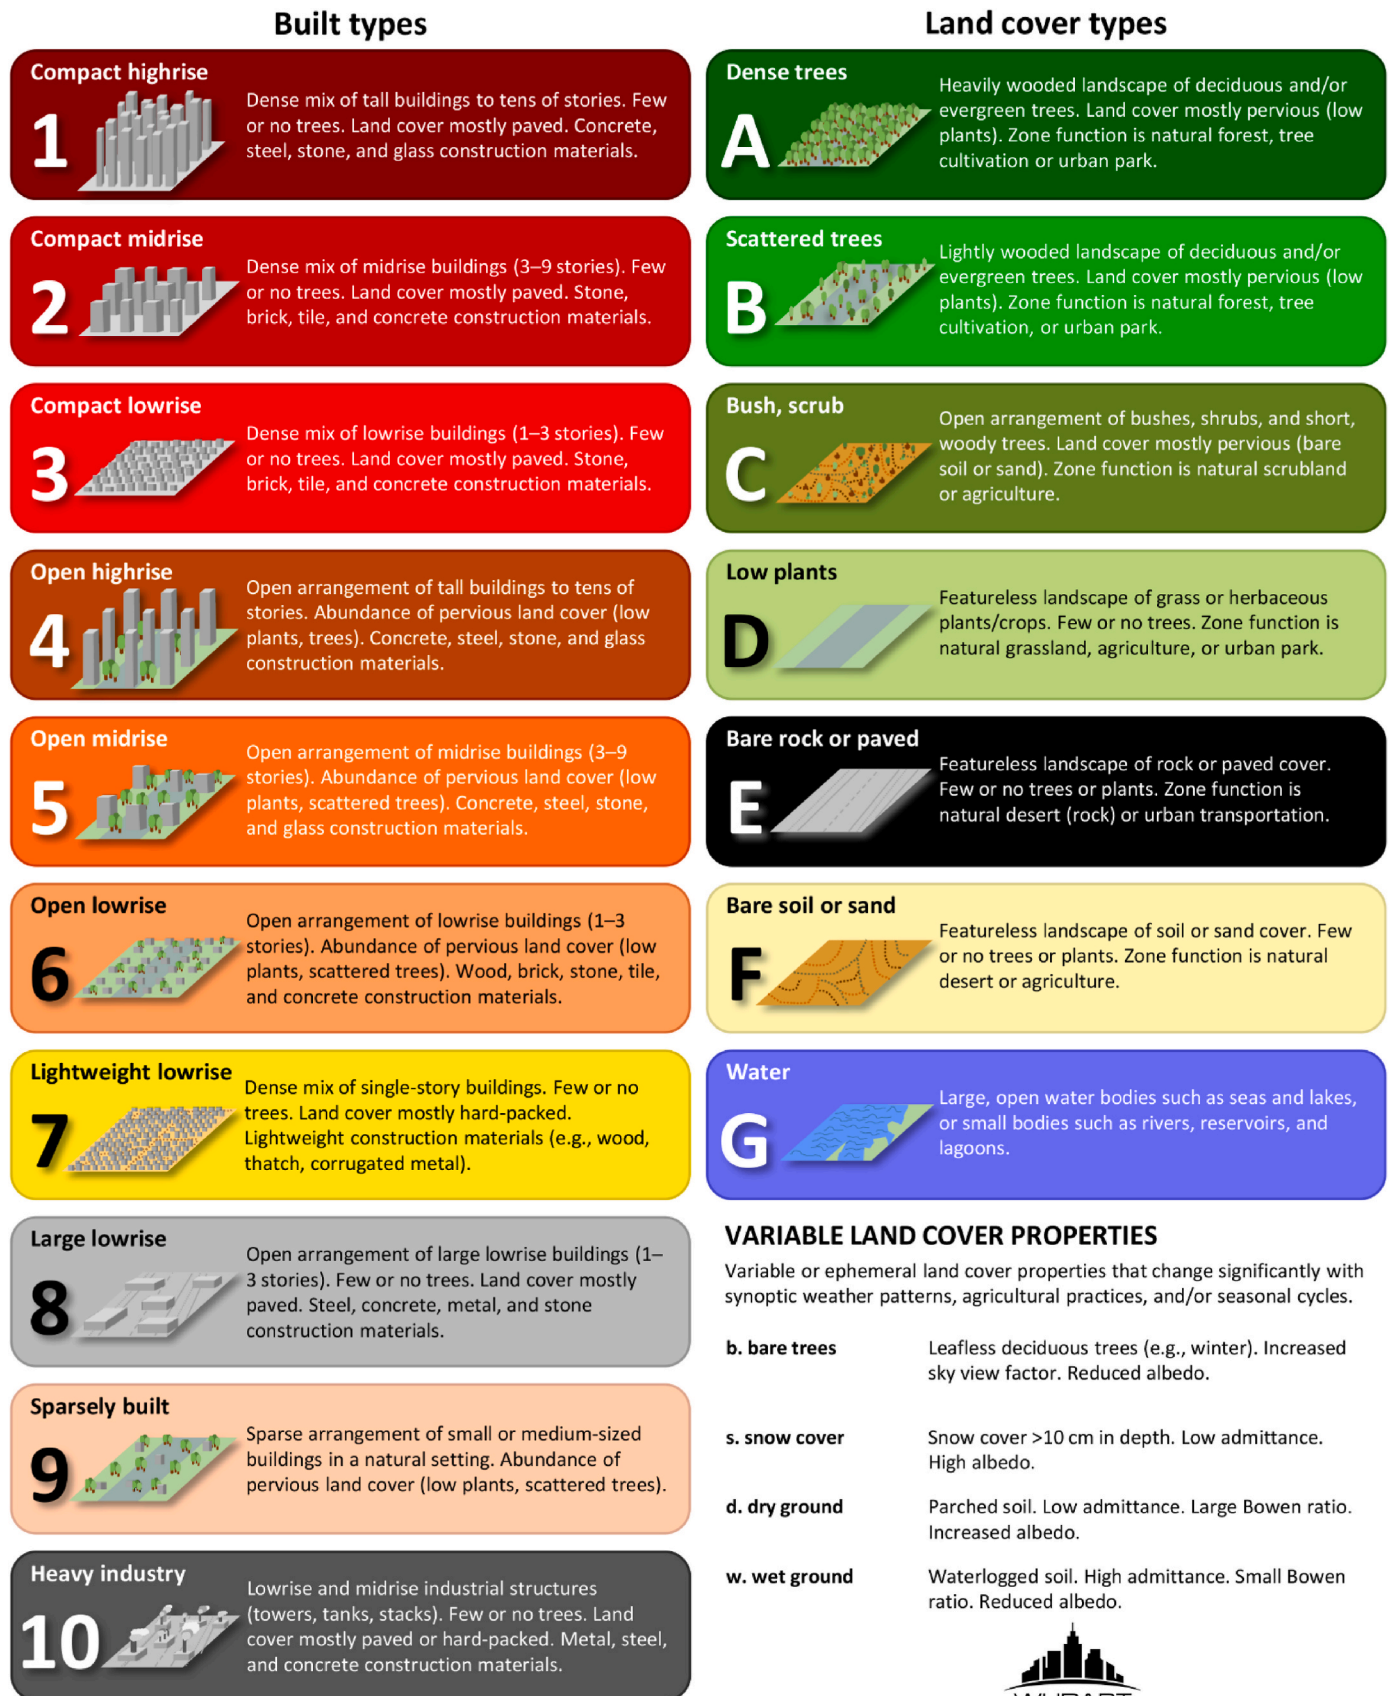 Built types
Compact highrise
1
Dense mix of tall buildings to tens of stories. Few
or no trees. Land cover mostly paved. Concrete,
steel, stone, and glass construction materials.
Compact midrise
2
Dense mix of midrise buildings (3–9 stories). Few
or no trees. Land cover mostly paved. Stone,
brick, tile, and concrete construction materials.
Compact lowrise
3
Dense mix of lowrise buildings (1–3 stories). Few
or no trees. Land cover mostly paved. Stone,
brick, tile, and concrete construction materials.
Open highrise
4
Open arrangement of tall buildings to tens of
stories. Abundance of pervious land cover (low
plants, trees). Concrete, steel, stone, and glass
construction materials.
Open midrise
5
Open arrangement of midrise buildings (3–9
stories). Abundance of pervious land cover (low
plants, scattered trees). Concrete, steel, stone,
and glass construction materials.
Open lowrise
6
Open arrangement of lowrise buildings (1–3
stories). Abundance of pervious land cover (low
plants, scattered trees). Wood, brick, stone, tile,
and concrete construction materials.
Lightweight lowrise
7
Dense mix of single-story buildings. Few or no
trees. Land cover mostly hard-packed.
Lightweight construction materials (e.g., wood,
thatch, corrugated metal).
Large lowrise
8
Open arrangement of large lowrise buildings (1–
3 stories). Few or no trees. Land cover mostly
paved. Steel, concrete, metal, and stone
construction materials.
Sparsely built
9
Sparse arrangement of small or medium-sized
buildings in a natural setting. Abundance of
pervious land cover (low plants, scattered trees).
Heavy industry
10
Lowrise and midrise industrial structures
(towers, tanks, stacks). Few or no trees. Land
cover mostly paved or hard-packed. Metal, steel,
and concrete construction materials.
Land cover types
Dense trees
A
Heavily wooded landscape of deciduous and/or
evergreen trees. Land cover mostly pervious (low
plants). Zone function is natural forest, tree
cultivation or urban park.
Scattered trees
B
Lightly wooded landscape of deciduous and/or
evergreen trees. Land cover mostly pervious (low
plants). Zone function is natural forest, tree
cultivation, or urban park.
Bush, scrub
C
Open arrangement of bushes, shrubs, and short,
woody trees. Land cover mostly pervious (bare
soil or sand). Zone function is natural scrubland
or agriculture.
Low plants
D
Featureless landscape of grass or herbaceous
plants/crops. Few or no trees. Zone function is
natural grassland, agriculture, or urban park.
Bare rock or paved
E
Featureless landscape of rock or paved cover.
Few or no trees or plants. Zone function is
natural desert (rock) or urban transportation.
Bare soil or sand
F
Featureless landscape of soil or sand cover. Few
or no trees or plants. Zone function is natural
desert or agriculture.
Water
G
Large, open water bodies such as seas and lakes,
or small bodies such as rivers, reservoirs, and
lagoons.
VARIABLE LAND COVER PROPERTIES
Variable or ephemeral land cover properties that change significantly with
synoptic weather patterns, agricultural practices, and/or seasonal cycles.
b. bare trees
Leafless deciduous trees (e.g., winter). Increased
sky view factor. Reduced albedo.
s. snow cover
Snow cover >10 cm in depth. Low admittance.
High albedo.
d. dry ground
Parched soil. Low admittance. Large Bowen ratio.
Increased albedo.
w. wet ground
Waterlogged soil. High admittance. Small Bowen
ratio. Reduced albedo.